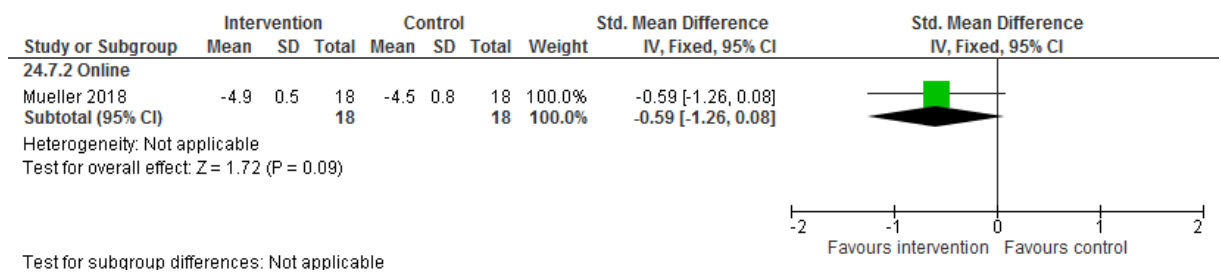 Intervention Control Std. Mean Difference Std. Mean Difference
Study or Subgroup Mean SD Total Mean SD Total Weight IV, Fixed, 95% CI IV, Fixed, 95% CI
24.7.2 Online
Mueller 2018 -4.9 0.5 18 -4.5 0.8 18 100.0% -0.59 [-1.26, 0.08]
Subtotal (95% CI) 18 18 100.0% -0.59 [-1.26, 0.08]
Heterogeneity: Not applicable
Test for overall effect: Z = 1.72 (P = 0.09)
-2 -1 0 1 2
Favours intervention Favours control
Test for subgroup differences: Not applicable